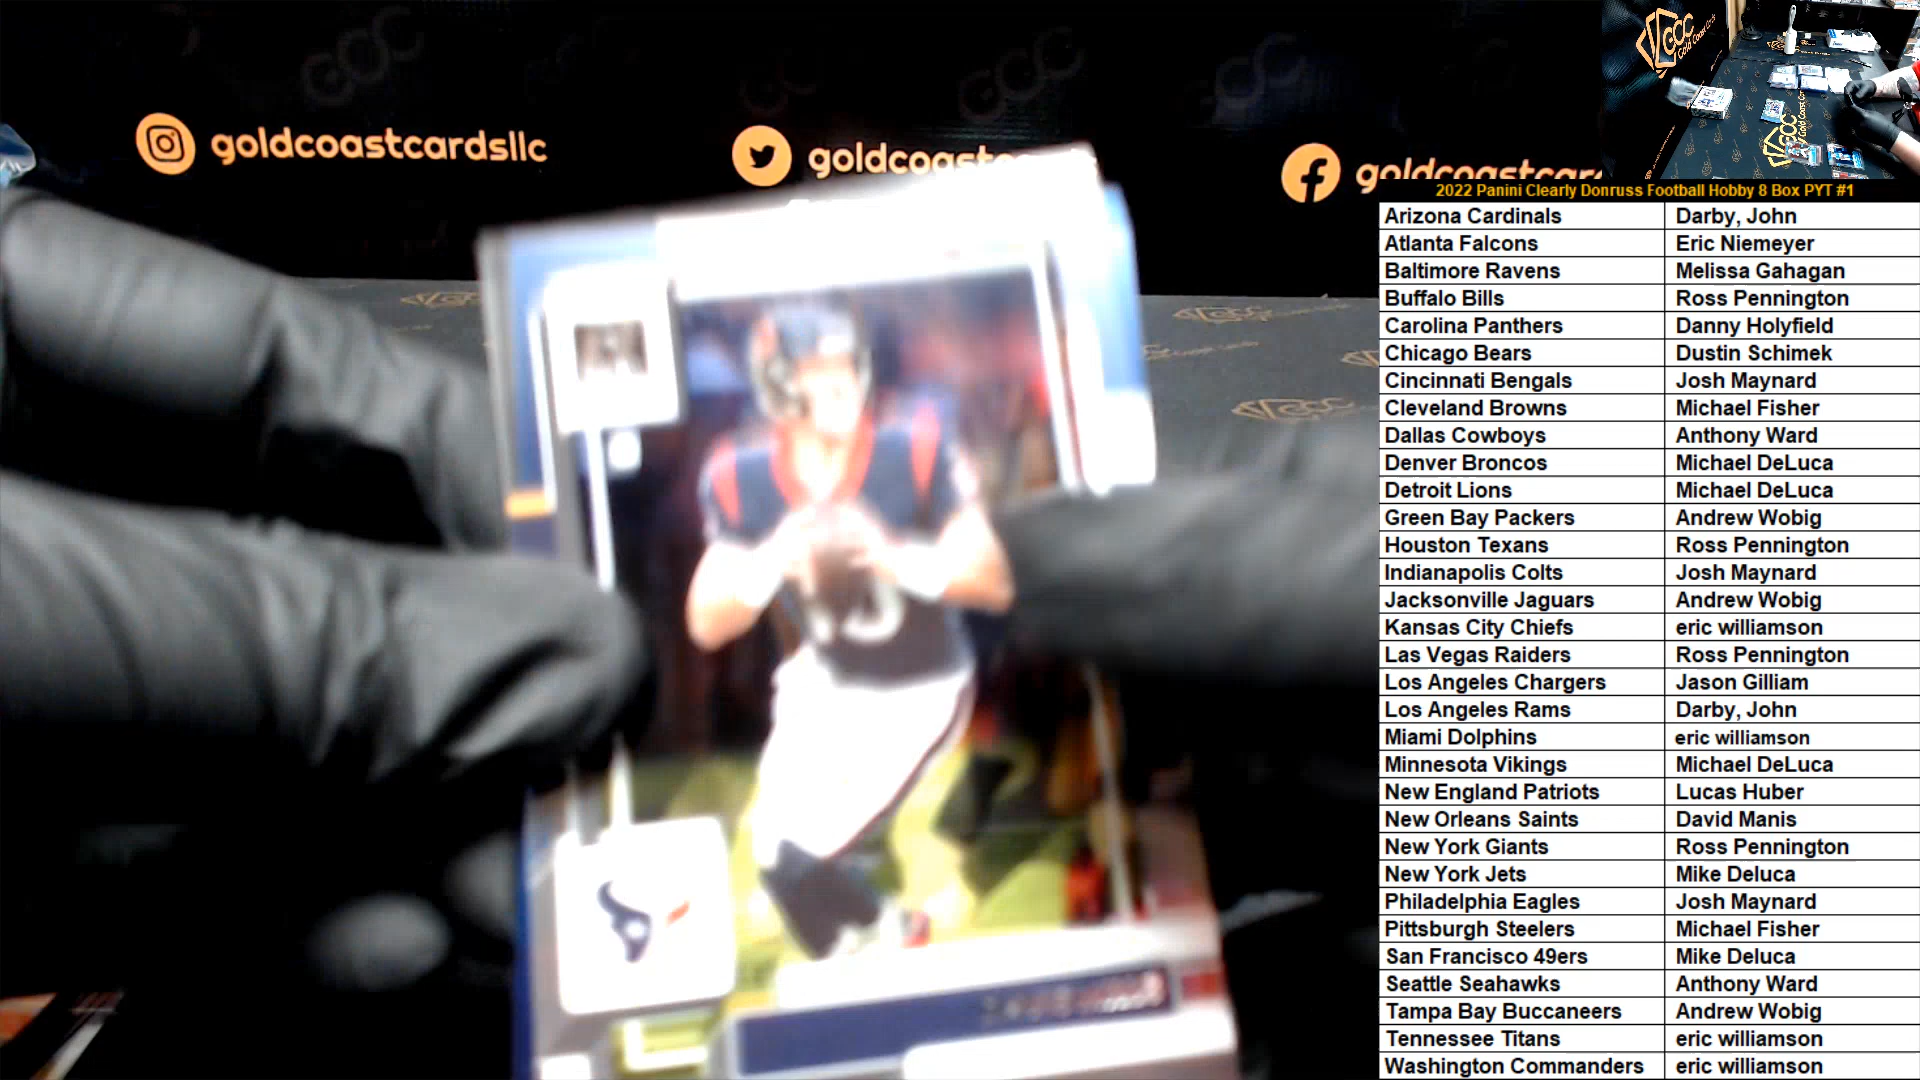 goldcoastcardsllc
goldcoast
goldcoastcar
GCC
Gold Coast
2022 Panini Clearly Donruss Football Hobby 8 Box PYT #1
Arizona Cardinals Darby, John
Atlanta Falcons Eric Niemeyer
Baltimore Ravens Melissa Gahagan
Buffalo Bills Ross Pennington
Carolina Panthers Danny Holyfield
Chicago Bears Dustin Schimek
Cincinnati Bengals Josh Maynard
Cleveland Browns Michael Fisher
Dallas Cowboys Anthony Ward
Denver Broncos Michael DeLuca
Detroit Lions Michael DeLuca
Green Bay Packers Andrew Wobig
Houston Texans Ross Pennington
Indianapolis Colts Josh Maynard
Jacksonville Jaguars Andrew Wobig
Kansas City Chiefs eric williamson
Las Vegas Raiders Ross Pennington
Los Angeles Chargers Jason Gilliam
Los Angeles Rams Darby, John
Miami Dolphins eric williamson
Minnesota Vikings Michael DeLuca
New England Patriots Lucas Huber
New Orleans Saints David Manis
New York Giants Ross Pennington
New York Jets Mike Deluca
Philadelphia Eagles Josh Maynard
Pittsburgh Steelers Michael Fisher
San Francisco 49ers Mike Deluca
Seattle Seahawks Anthony Ward
Tampa Bay Buccaneers Andrew Wobig
Tennessee Titans eric williamson
Washington Commanders eric williamson